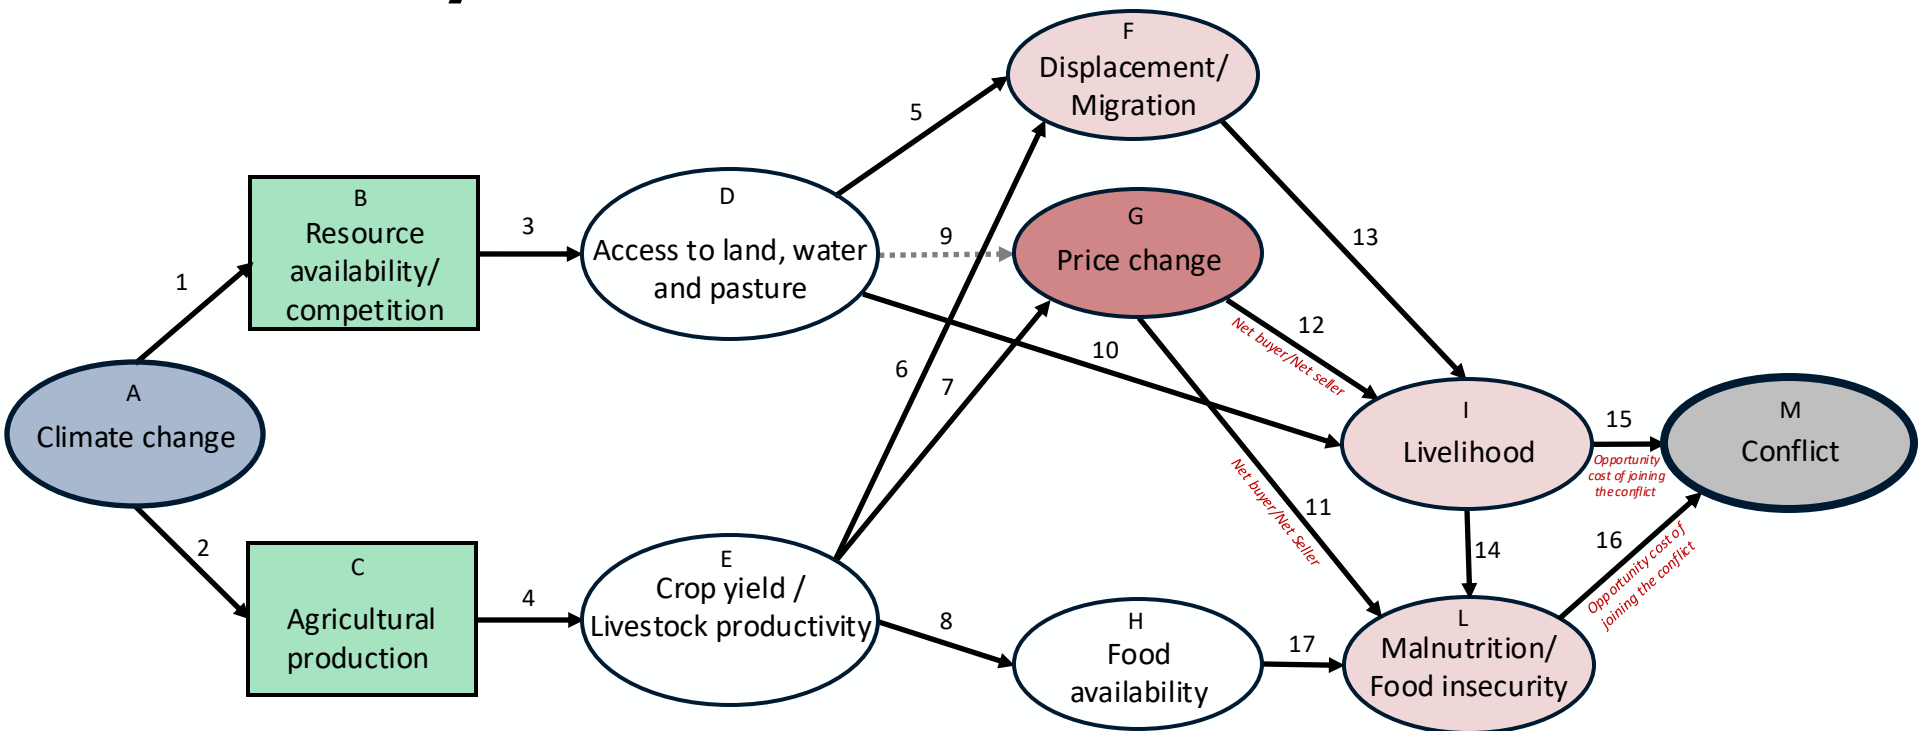 A
Climate change
1
2
B
Resource
availability/
competition
C
Agricultural
production
3
4
D
Access to land, water
and pasture
E
Crop yield /
Livestock productivity
5
6
7
8
9
10
F
Displacement/
Migration
G
Price change
H
Food
availability
11
Net buyer/Net Seller
12
Net buyer/Net seller
13
17
I
Livelihood
14
L
Malnutrition/
Food insecurity
15
Opportunity
cost of joining
the conflict
16
Opportunity cost of
joining the conflict
M
Conflict